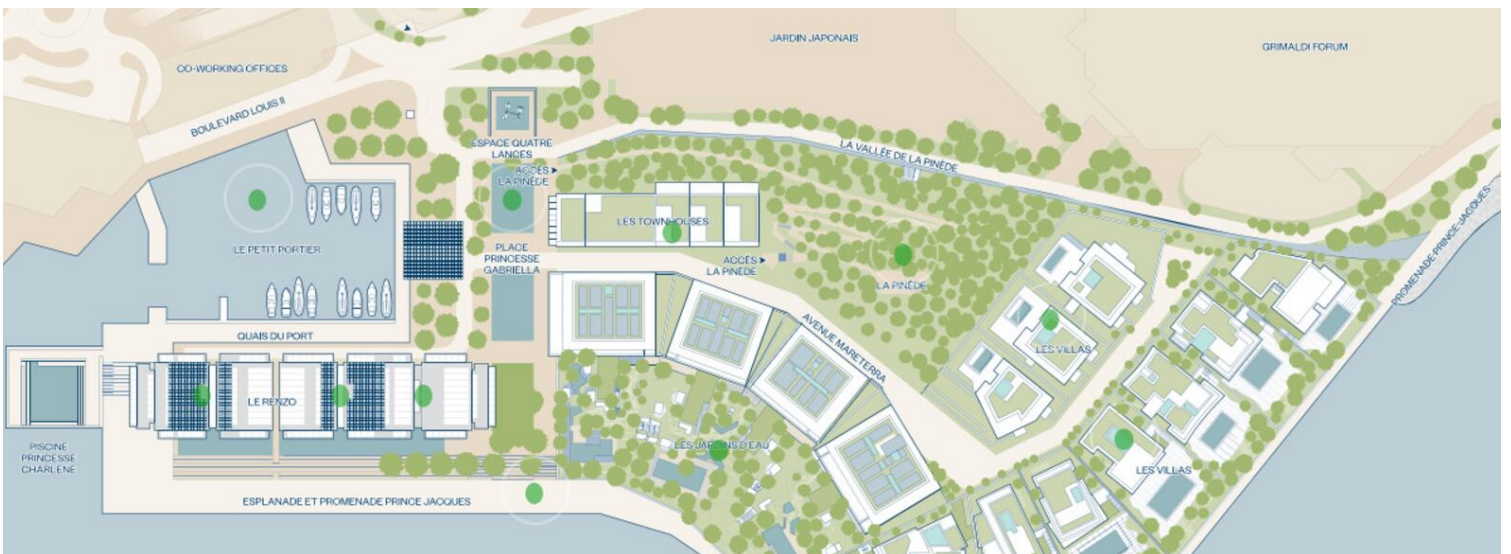 JARDIN JAPONAIS
GRIMALDI FORUM
CO-WORKING OFFICES
BOULEVARD LOUIS II
ESPACE QUATRE
LANCES
LA VALLÉE DE LA PINÈDE
ACCÈS
LA PINÈDE
PROMENADE PRINCE JACQUES
LES TOWNHOUSES
LE PETIT PORTIER
PLACE
PRINCESSE
GABRIELLA
ACCÈS
LA PINÈDE
LA PINÈDE
QUAIS DU PORT
AVENUE MARETERRA
LES VILLAS
LE RENZO
PISCINE
PRINCESSE
CHARLÈNE
LES JARDINS D'EAU
LES VILLAS
ESPLANADE ET PROMENADE PRINCE JACQUES